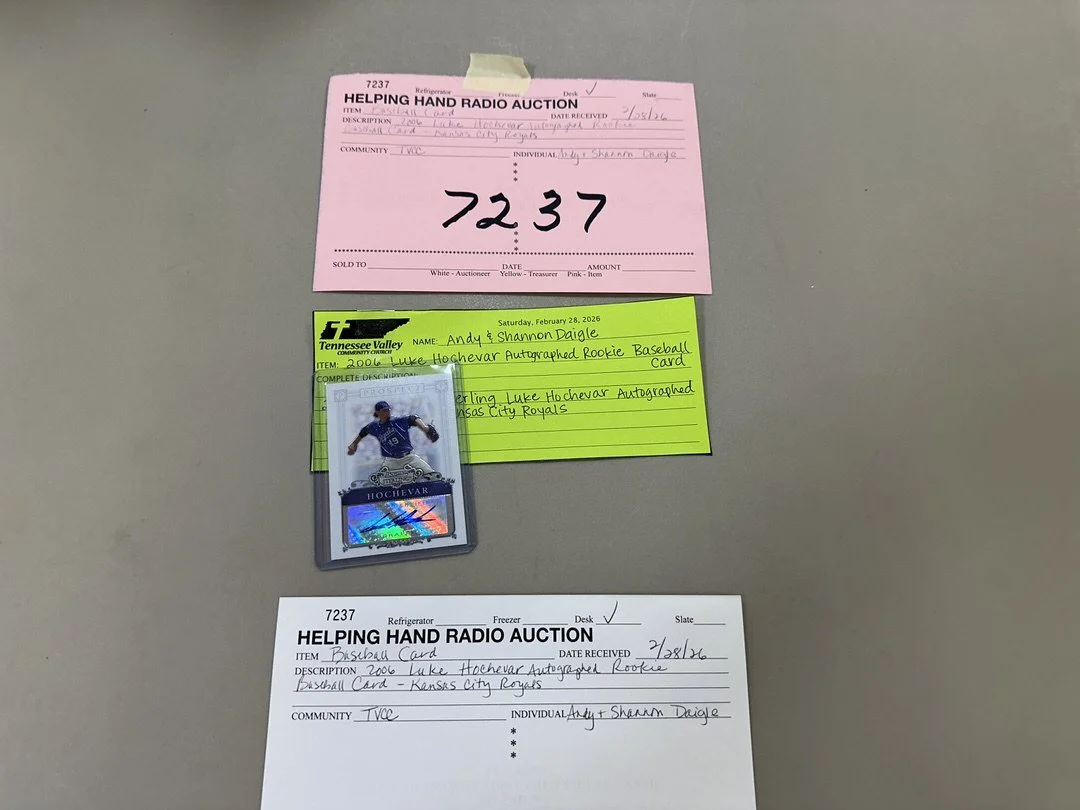 7237
Refrigerator Freezer Desk ✓ Slate
HELPING HAND RADIO AUCTION
ITEM Baseball Card DATE RECEIVED 2/28/26
DESCRIPTION 2006 Luke Hochevar Autographed Rookie
Baseball Card - Kansas City Royals
COMMUNITY TVCC INDIVIDUAL Andy + Shannon Daigle
*
*
*
7237
*
*
*
SOLD TO DATE AMOUNT
White - Auctioneer Yellow - Treasurer Pink - Item
Saturday, February 28, 2026
Tennessee Valley
COMMUNITY CHURCH
NAME: Andy & Shannon Daigle
ITEM: 2006 Luke Hochevar Autographed Rookie Baseball
Card
COMPLETE DESCRIPTION:
erling Luke Hochevar Autographed
nsas City Royals
PROSPECT
19
HOCHEVAR
7237
Refrigerator Freezer Desk ✓ Slate
HELPING HAND RADIO AUCTION
ITEM Baseball Card DATE RECEIVED 2/28/26
DESCRIPTION 2006 Luke Hochevar Autographed Rookie
Baseball Card - Kansas City Royals
COMMUNITY TVCC INDIVIDUAL Andy + Shannon Daigle
*
*
*